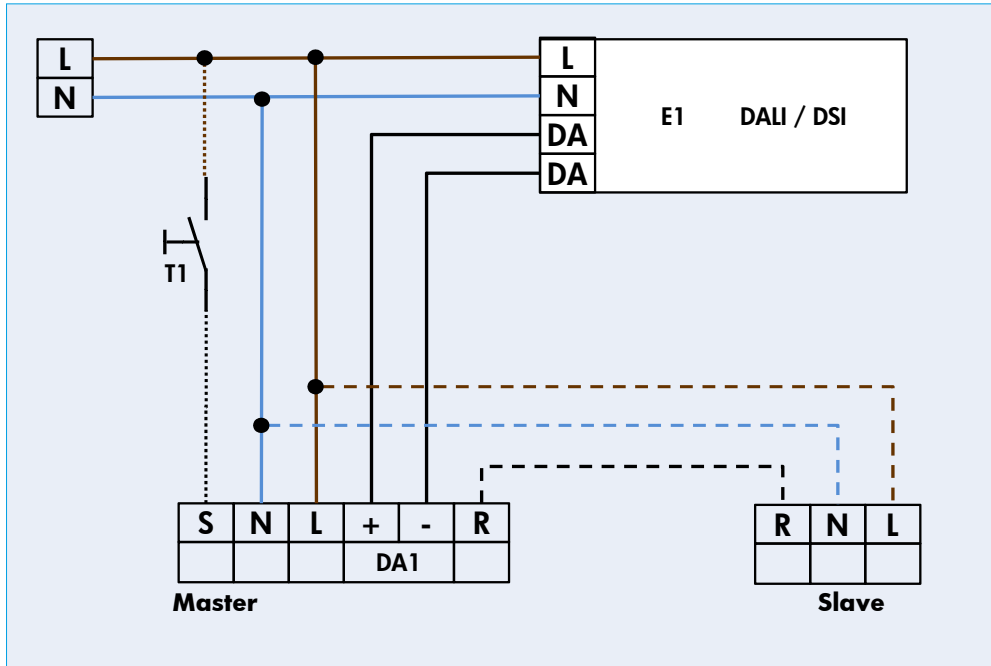 L
N
L
N
DA
DA
E1 DALI / DSI
T1
S N L + - R
DA1
Master
R N L
Slave